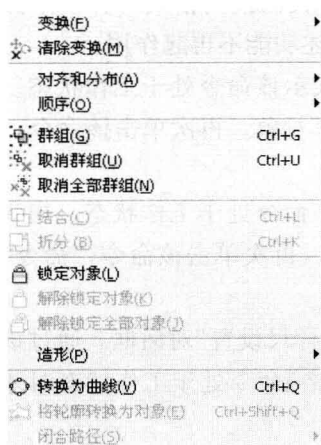 变换(F)
清除变换(M)
对齐和分布(A)
顺序(O)
群组(G) Ctrl+G
取消群组(U) Ctrl+U
取消全部群组(N)
结合(C) Ctrl+L
折分(B) Ctrl+K
锁定对象(L)
解除锁定对象(K)
解除锁定全部对象(J)
造形(P)
转换为曲线(V) Ctrl+Q
将轮廓转换为对象(E) Ctrl+Shift+Q
闭合路径(S)